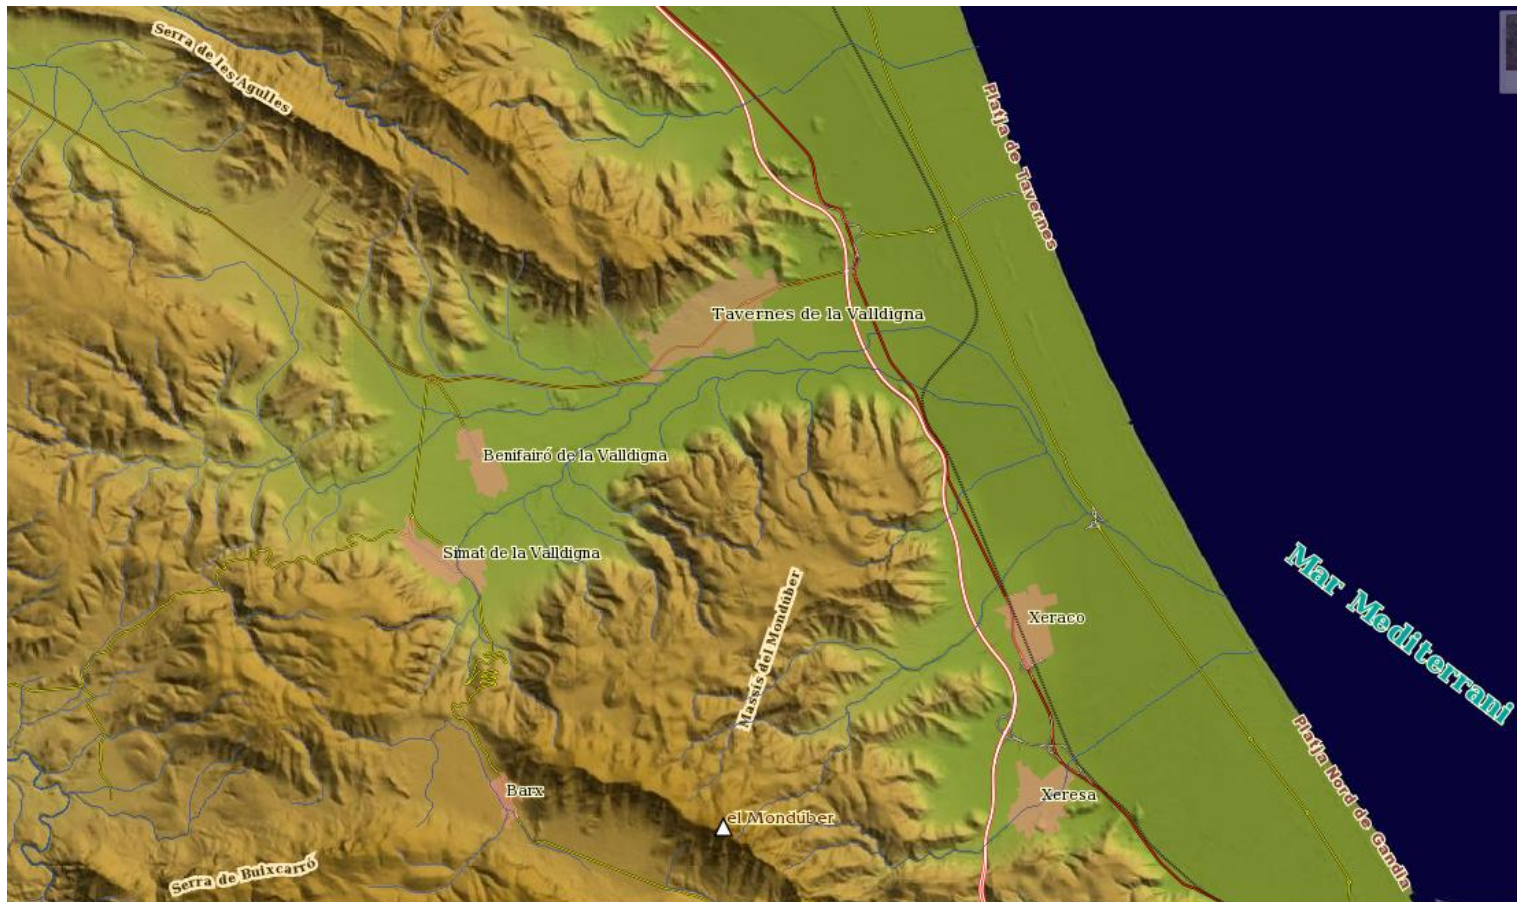 Serra de les Agulles
Platja de Tavernes
Tavernes de la Valldigna
Benifairó de la Valldigna
Simat de la Valldigna
Massís del Mondúber
Xeraco
Mar Mediterrani
Barx
Xeresa
el Mondúber
Platja Nord de Gandia
Serra de Buixcarró